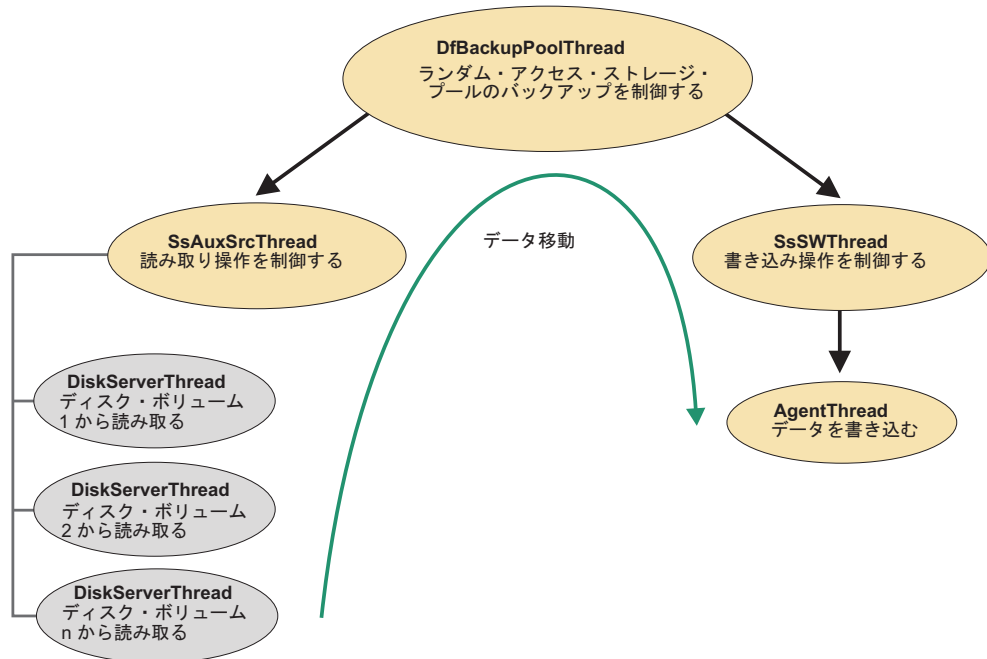 DfBackupPoolThread
ランダム・アクセス・ストレージ・
プールのバックアップを制御する
SsAuxSrcThread
読み取り操作を制御する
データ移動
SsSWThread
書き込み操作を制御する
DiskServerThread
ディスク・ボリューム
1 から読み取る
AgentThread
データを書き込む
DiskServerThread
ディスク・ボリューム
2 から読み取る
DiskServerThread
ディスク・ボリューム
n から読み取る